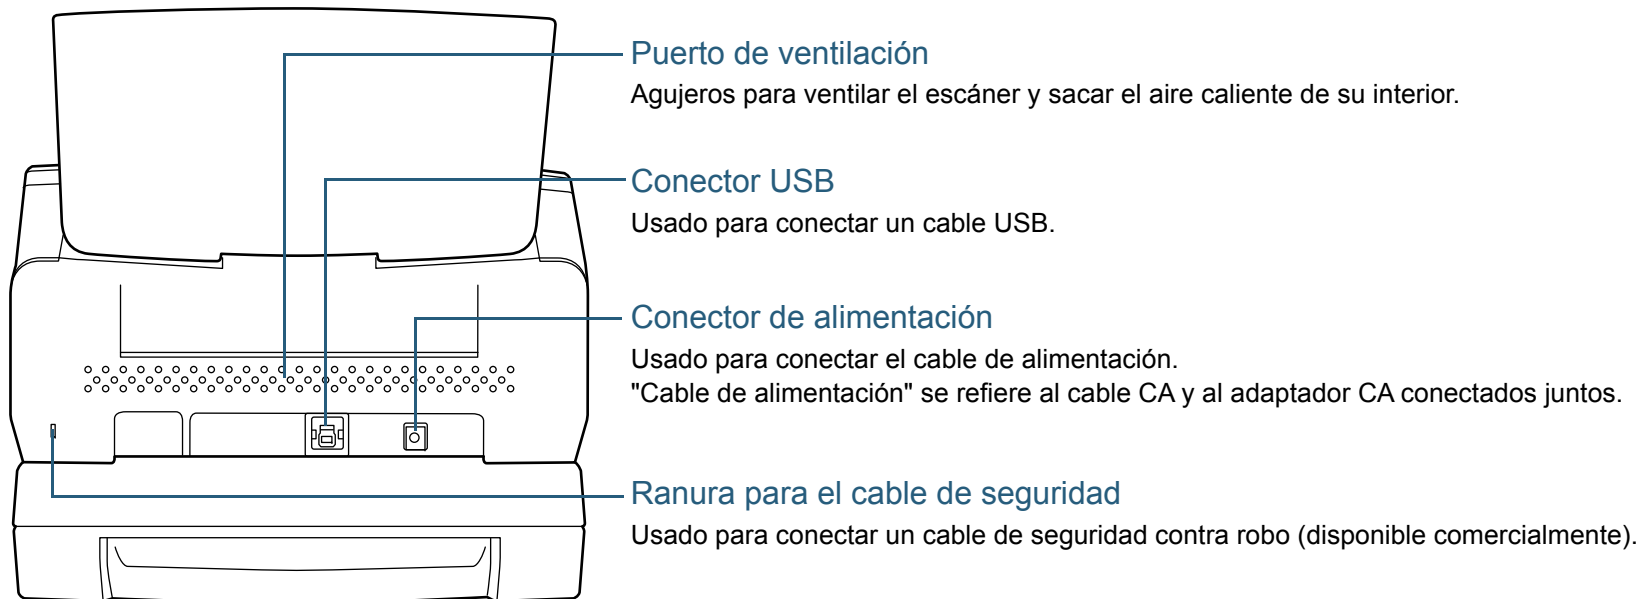 Puerto de ventilación
Agujeros para ventilar el escáner y sacar el aire caliente de su interior.
Conector USB
Usado para conectar un cable USB.
Conector de alimentación
Usado para conectar el cable de alimentación.
"Cable de alimentación" se refiere al cable CA y al adaptador CA conectados juntos.
Ranura para el cable de seguridad
Usado para conectar un cable de seguridad contra robo (disponible comercialmente).